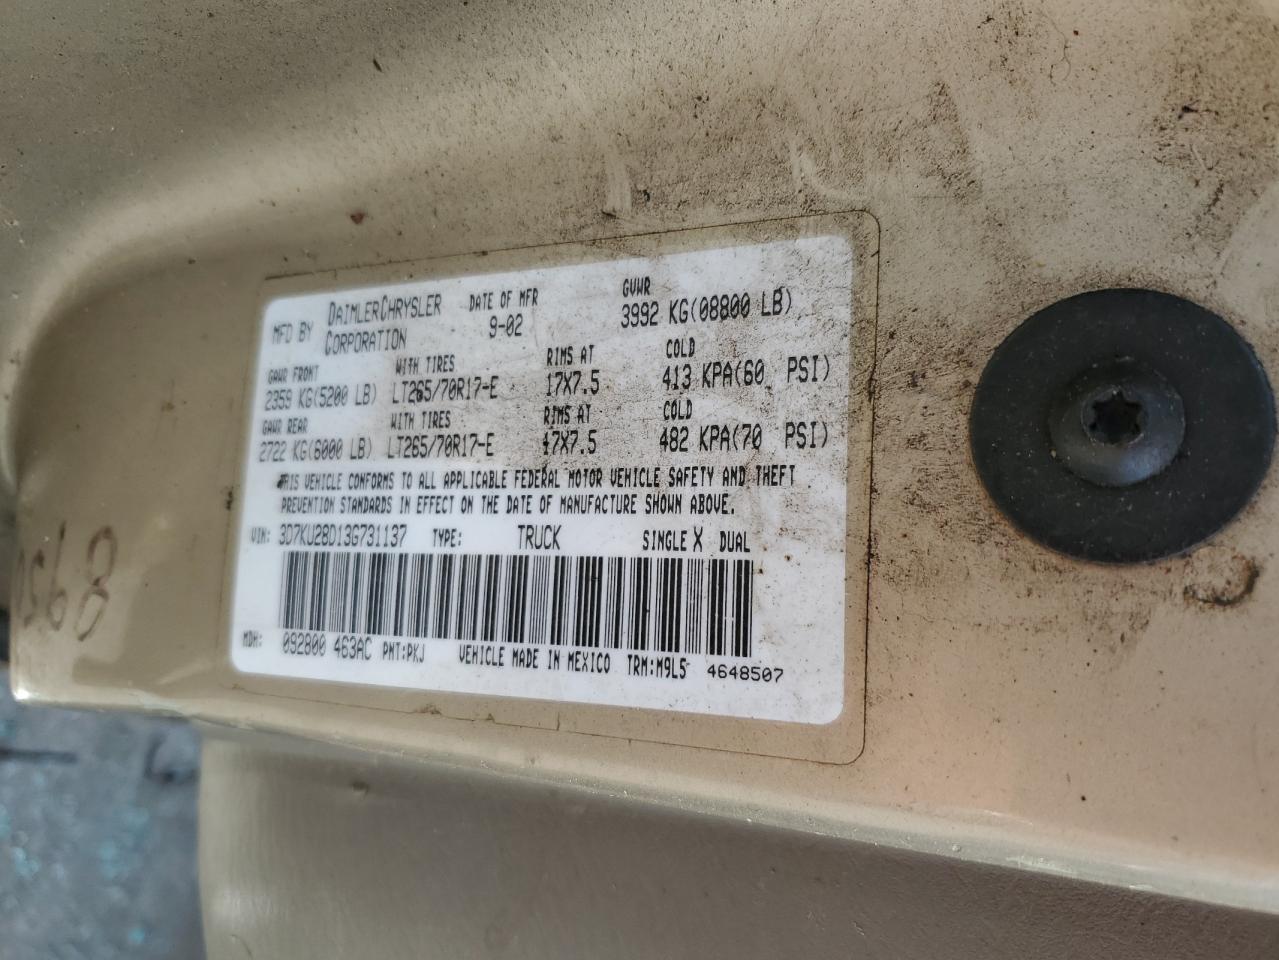 MFD BY DAIMLERCHRYSLER CORPORATION DATE OF MFR 9-02 GVWR 3992 KG(08800 LB)
GAWR FRONT WITH TIRES RIMS AT COLD
2359 KG(5200 LB) LT265/70R17-E 17X7.5 413 KPA(60 PSI)
GAWR REAR WITH TIRES RIMS AT COLD
2722 KG(6000 LB) LT265/70R17-E 17X7.5 482 KPA(70 PSI)
THIS VEHICLE CONFORMS TO ALL APPLICABLE FEDERAL MOTOR VEHICLE SAFETY AND THEFT
PREVENTION STANDARDS IN EFFECT ON THE DATE OF MANUFACTURE SHOWN ABOVE.
VIN: 3D7KU28D13G731137 TYPE: TRUCK SINGLE X DUAL
MDH: 092800 463AC PNT:PKJ VEHICLE MADE IN MEXICO TRM:M9L5 4648507